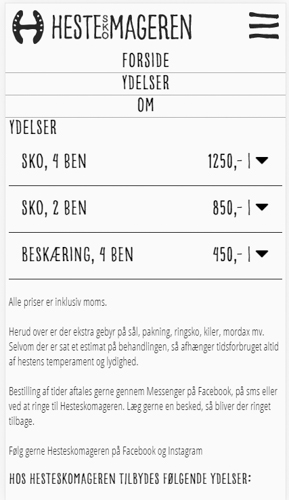 HESTESKOMAGEREN
FORSIDE
YDELSER
OM
YDELSER
SKO, 4 BEN 1250,- |
SKO, 2 BEN 850,- |
BESKÆRING, 4 BEN 450,- |
Alle priser er inklusiv moms.
Herud over er der ekstra gebyr på sål, pakning, ringsko, kiler, mordax mv.
Selvom der er sat et estimat på behandlingen, så afhænger tidsforbruget altid
af hestens temperament og lydighed.
Bestilling af tider aftales gerne gennem Messenger på Facebook, på sms eller
ved at ringe til Hesteskomageren. Læg gerne en besked, så bliver der ringet
tilbage.
Følg gerne Hesteskomageren på Facebook og Instagram
HOS HESTESKOMAGEREN TILBYDES FØLGENDE YDELSER: